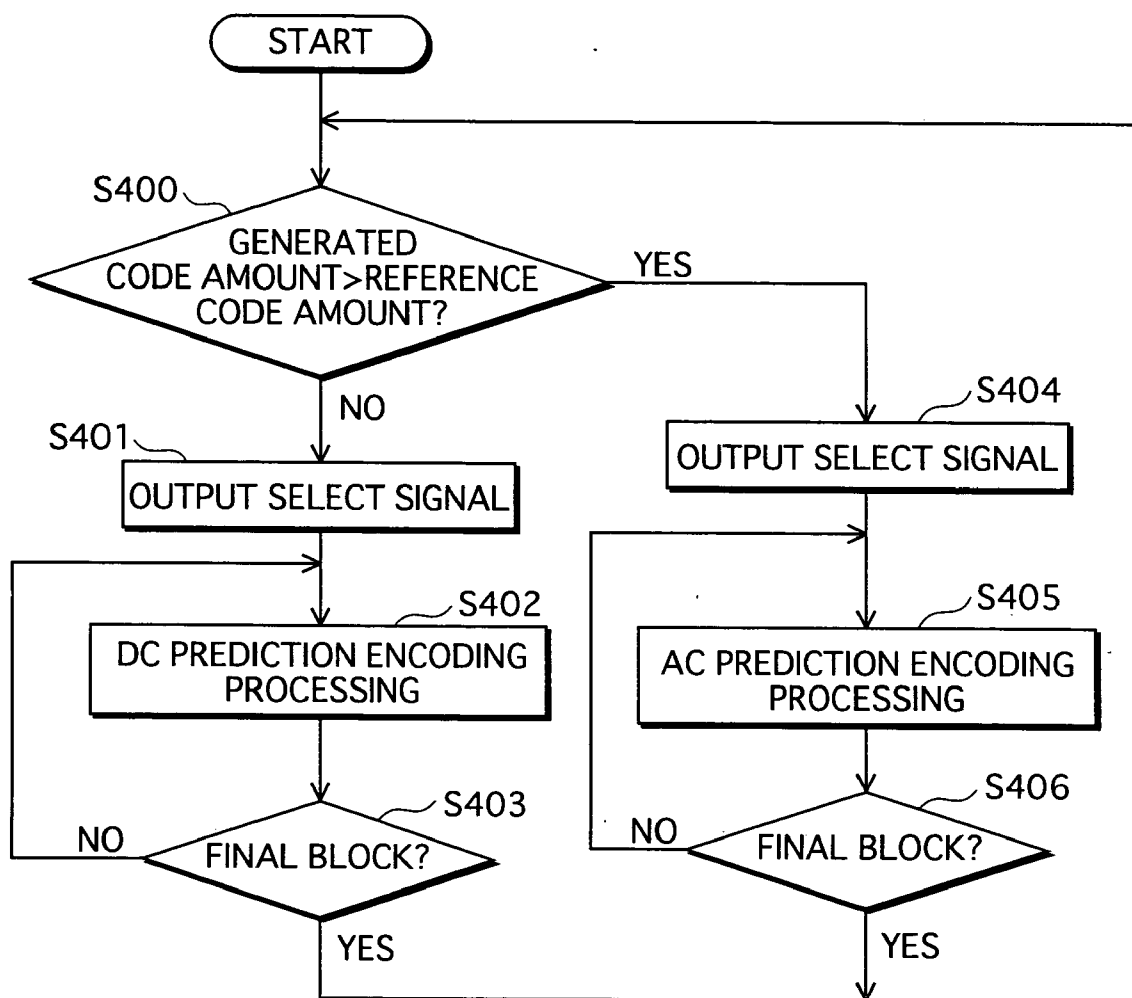 START
S400
GENERATED
CODE AMOUNT>REFERENCE
CODE AMOUNT?
YES
NO
S401
OUTPUT SELECT SIGNAL
S404
OUTPUT SELECT SIGNAL
S402
DC PREDICTION ENCODING
PROCESSING
S405
AC PREDICTION ENCODING
PROCESSING
S403
NO
FINAL BLOCK?
YES
S406
NO
FINAL BLOCK?
YES